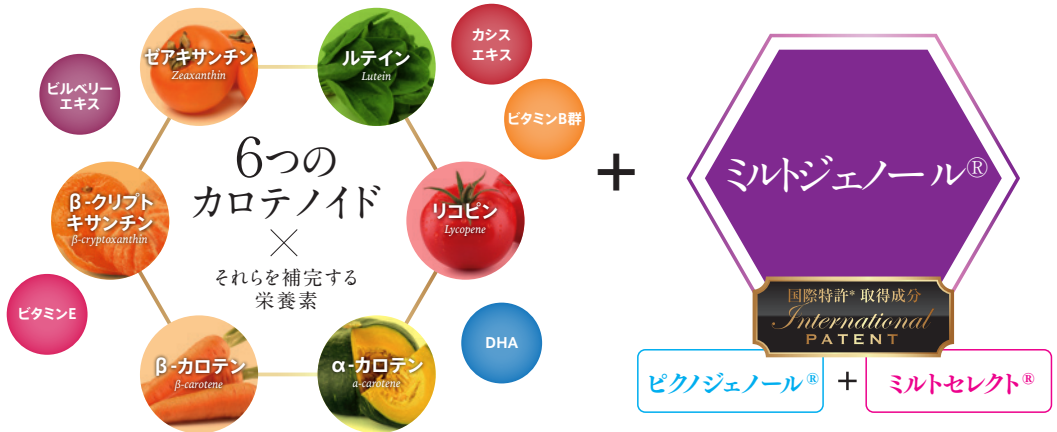 ゼアキサンチン
Zeaxanthin
ルテイン
Lutein
カシス
エキス
ビルベリー
エキス
ビタミンB群
6つの
カロテノイド
×
それらを補完する
栄養素
β-クリプト
キサンチン
β-cryptoxanthin
リコピン
Lycopene
ビタミンE
β-カロテン
β-carotene
α-カロテン
a-carotene
DHA
+
ミルトジェノール®
国際特許* 取得成分
International
PATENT
ピクノジェノール®
+
ミルトセレクト®